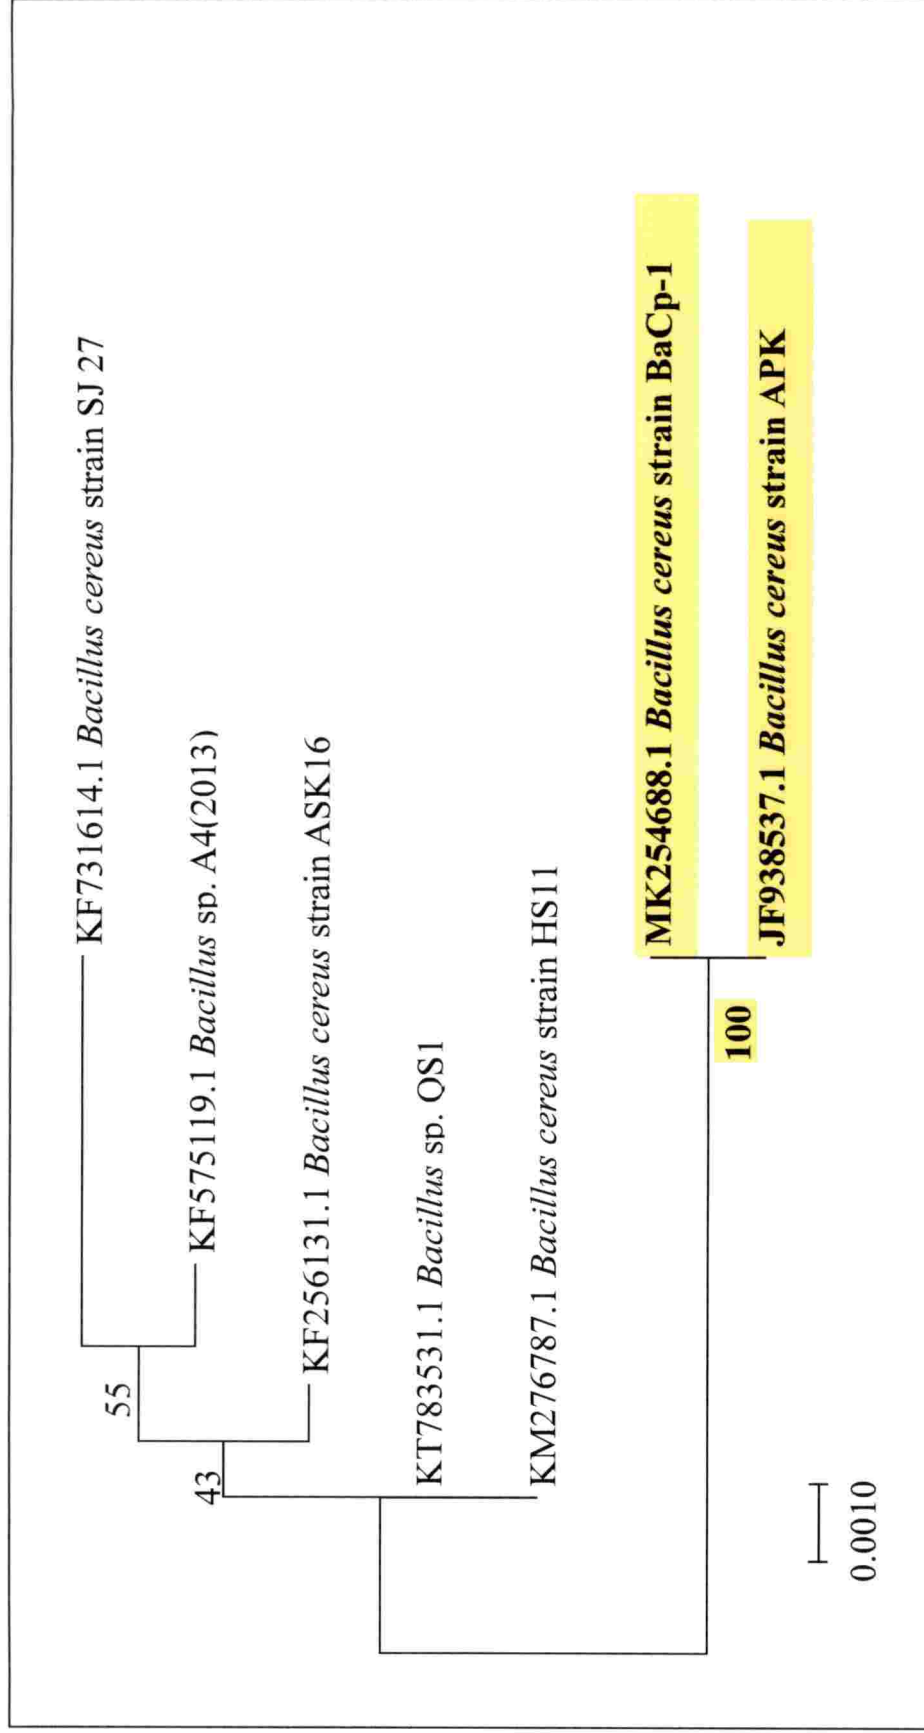 KF731614.1 Bacillus cereus strain SJ 27
55
KF575119.1 Bacillus sp. A4(2013)
43
KF256131.1 Bacillus cereus strain ASK16
KT783531.1 Bacillus sp. QS1
KM276787.1 Bacillus cereus strain HS11
MK254688.1 Bacillus cereus strain BaCp-1
100
JF938537.1 Bacillus cereus strain APK
0.0010